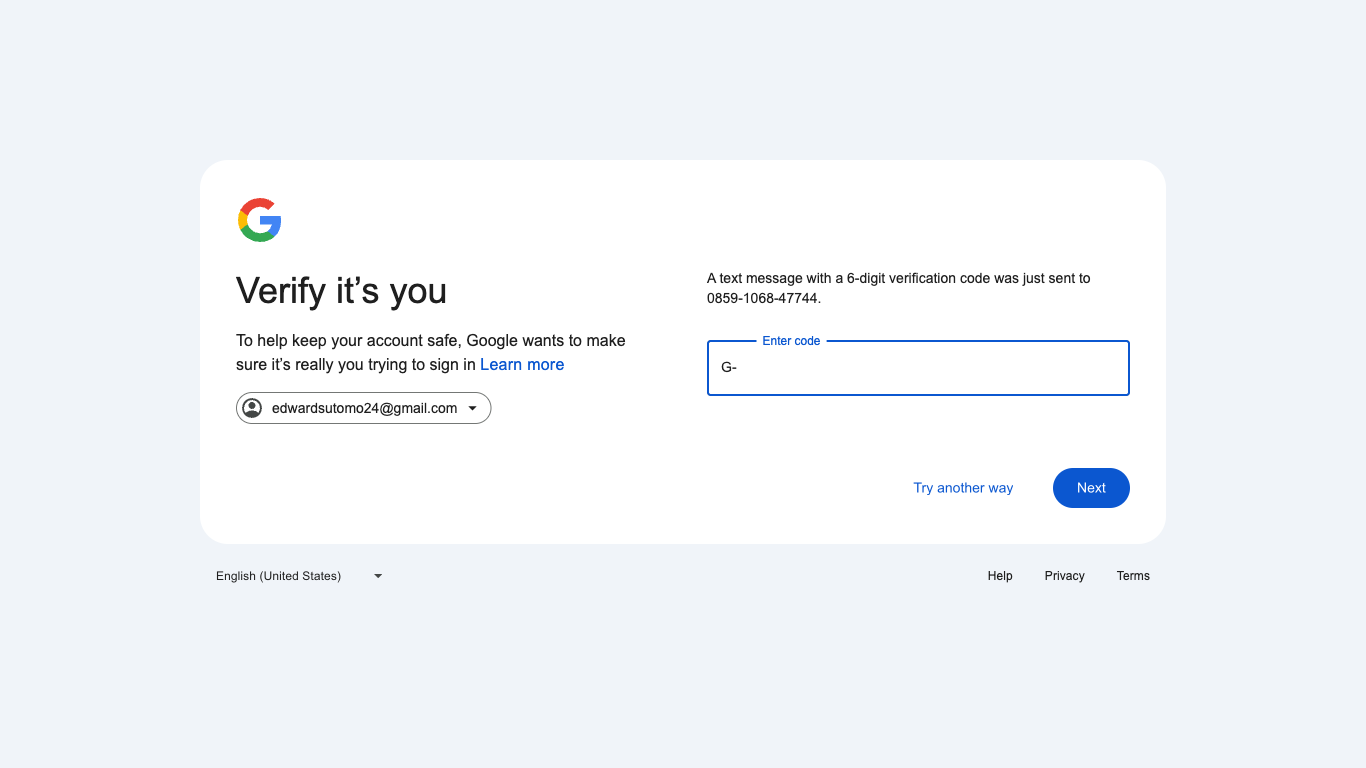 Verify it’s you
To help keep your account safe, Google wants to make
sure it’s really you trying to sign in Learn more
edwardsutomo24@gmail.com
A text message with a 6-digit verification code was just sent to
0859-1068-47744.
Enter code
G-
Try another way
Next
English (United States)
Help
Privacy
Terms